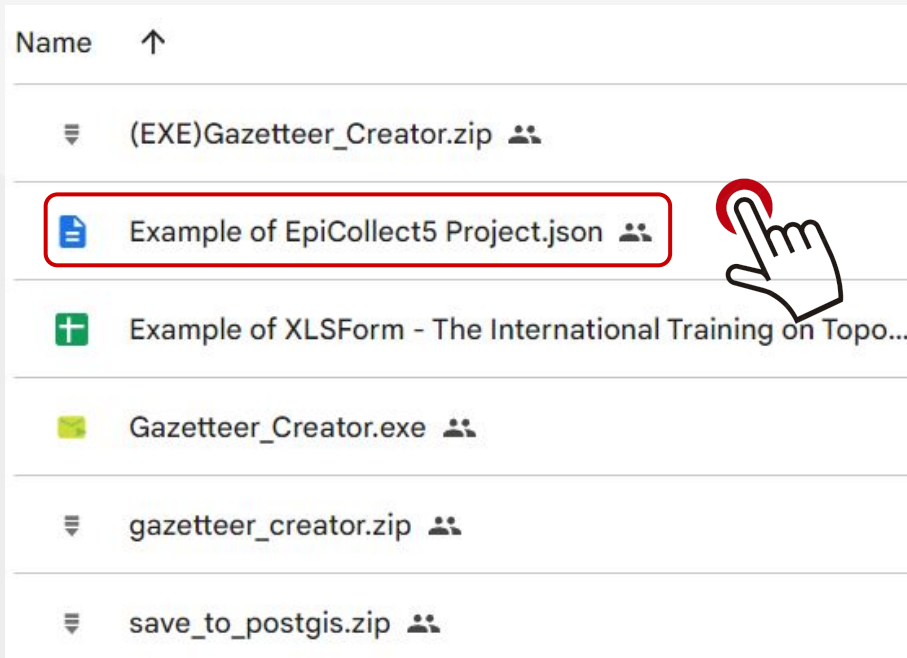 Name
(EXE)Gazetteer_Creator.zip
Example of EpiCollect5 Project.json
Example of XLSForm - The International Training on Topo...
Gazetteer_Creator.exe
gazetteer_creator.zip
save_to_postgis.zip